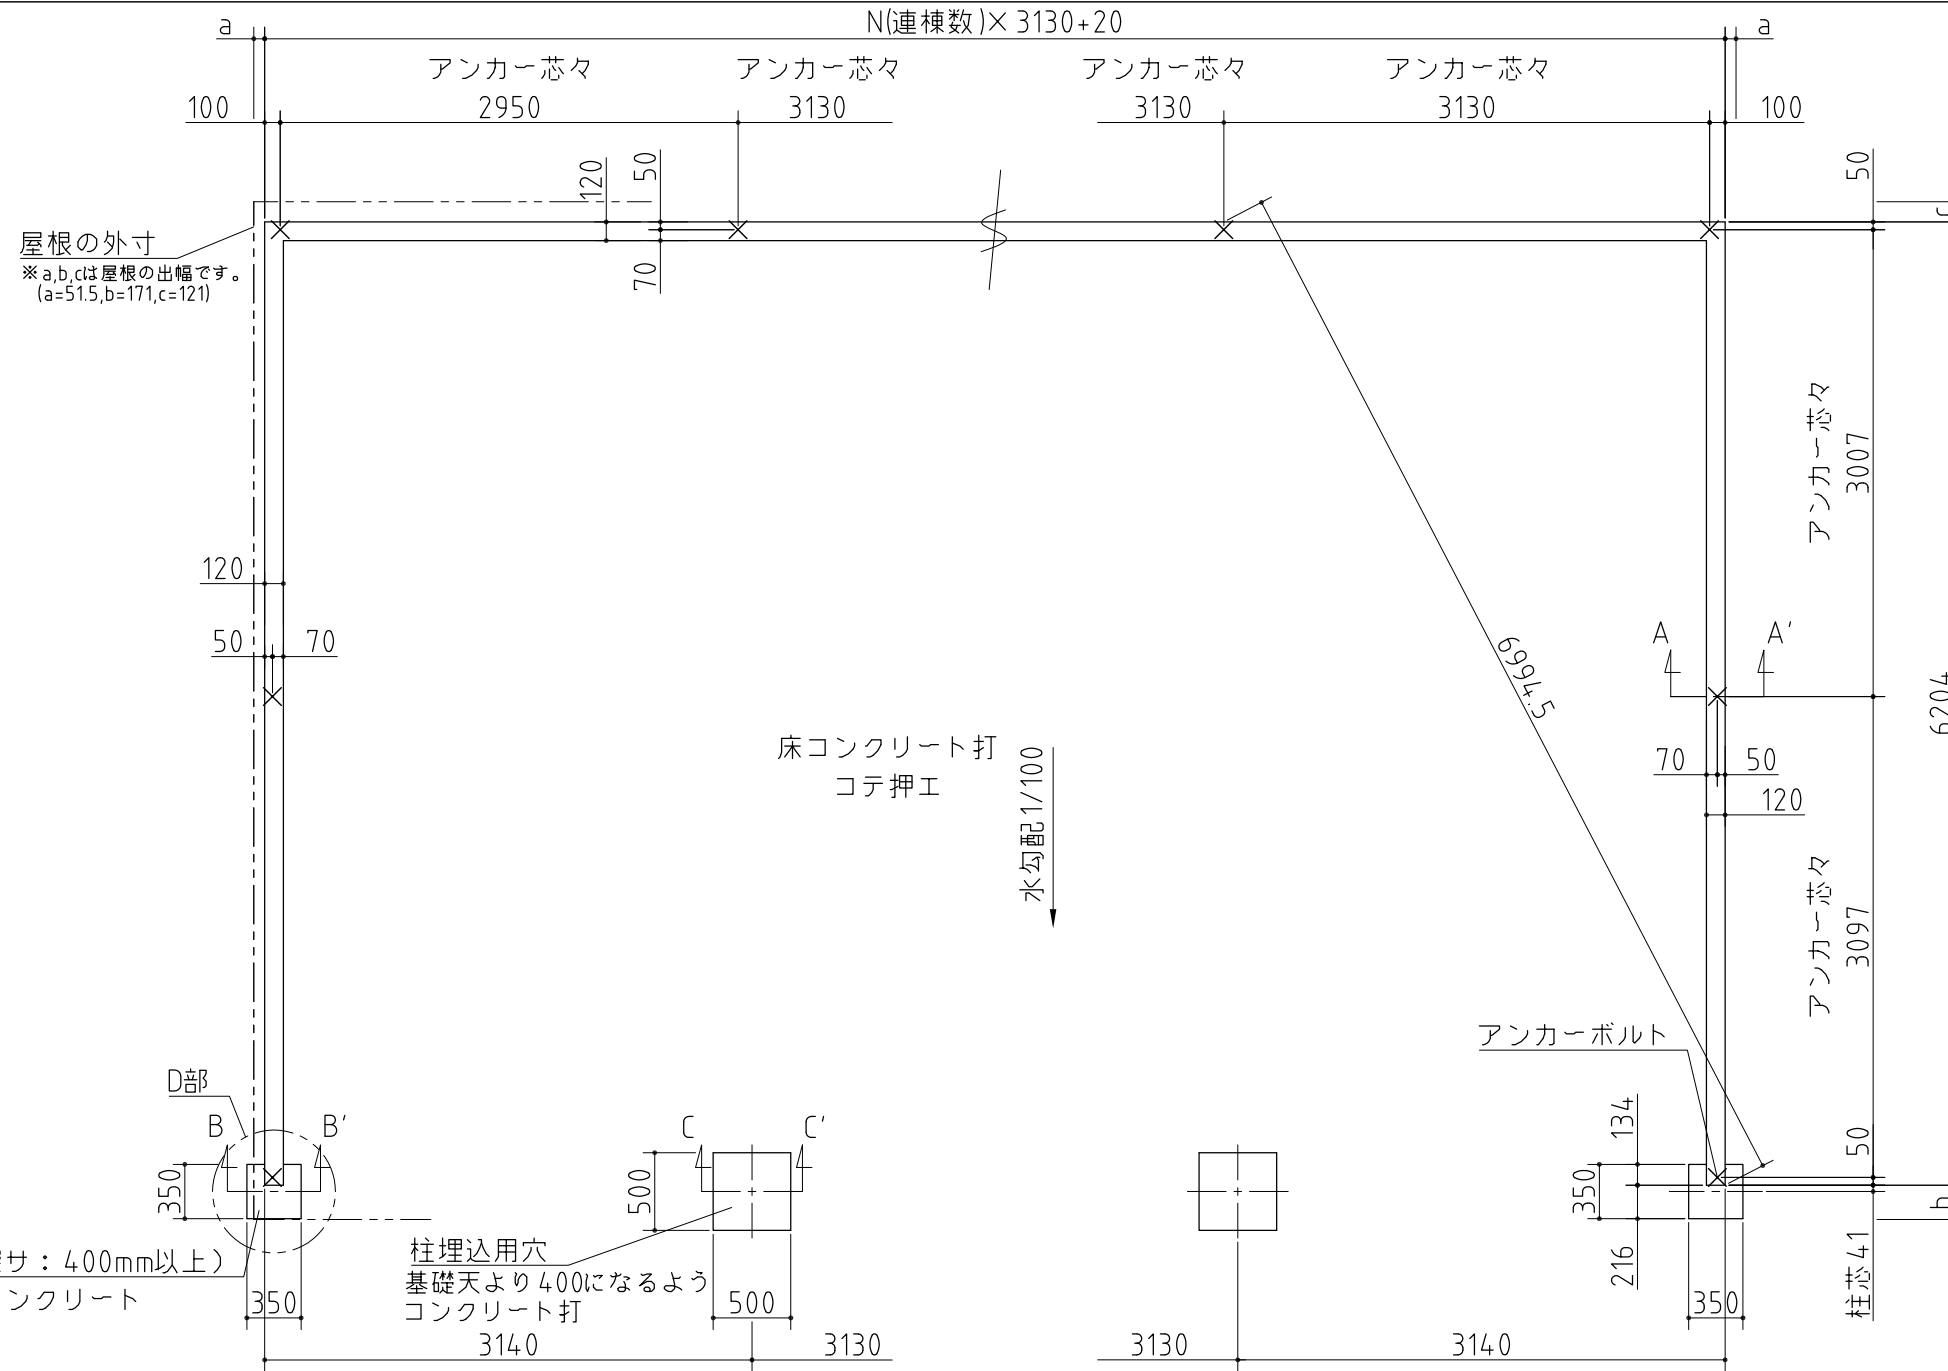 N(連棟数)×3130+20
a
a
アンカー芯々
アンカー芯々
アンカー芯々
アンカー芯々
100
2950
3130
3130
3130
100
120
50
50
c
屋根の外寸
※a,b,cは屋根の出幅です。
(a=51.5,b=171,c=121)
70
アンカー芯々
3007
120
50
70
A
A'
6994.5
6204
床コンクリート打
コテ押エ
水勾配1/100
70
50
120
アンカー芯々
3097
アンカーボルト
D部
B
B'
C
C'
134
50
350
500
350
b
216
柱芯41
サ：400mm以上)
ンクリート
柱埋込用穴
基礎天より400になるよう
コンクリート打
350
500
350
3140
3130
3130
3140